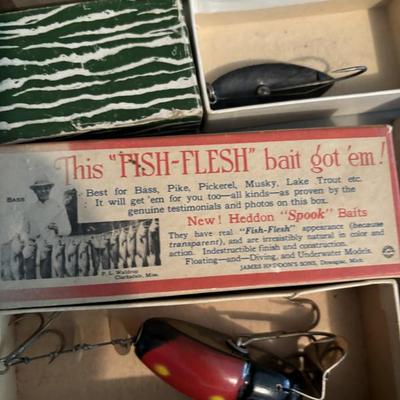 This "FISH-FLESH" bait got 'em!
BASS
Best for Bass, Pike, Pickerel, Musky, Lake Trout etc.
It will get 'em for you too—all kinds—as proven by the
genuine testimonials and photos on this box.
New! Heddon "Spook" Baits
They have real "Fish-Flesh" appearance (because
transparent), and are irresistibly natural in color and
action. Indestructible finish and construction.
Floating—and—Diving, and Underwater Models.
JAMES HEDDON'S SONS, Dowagiac, Mich.
P. L. Waldrop
Clarksdale, Miss.